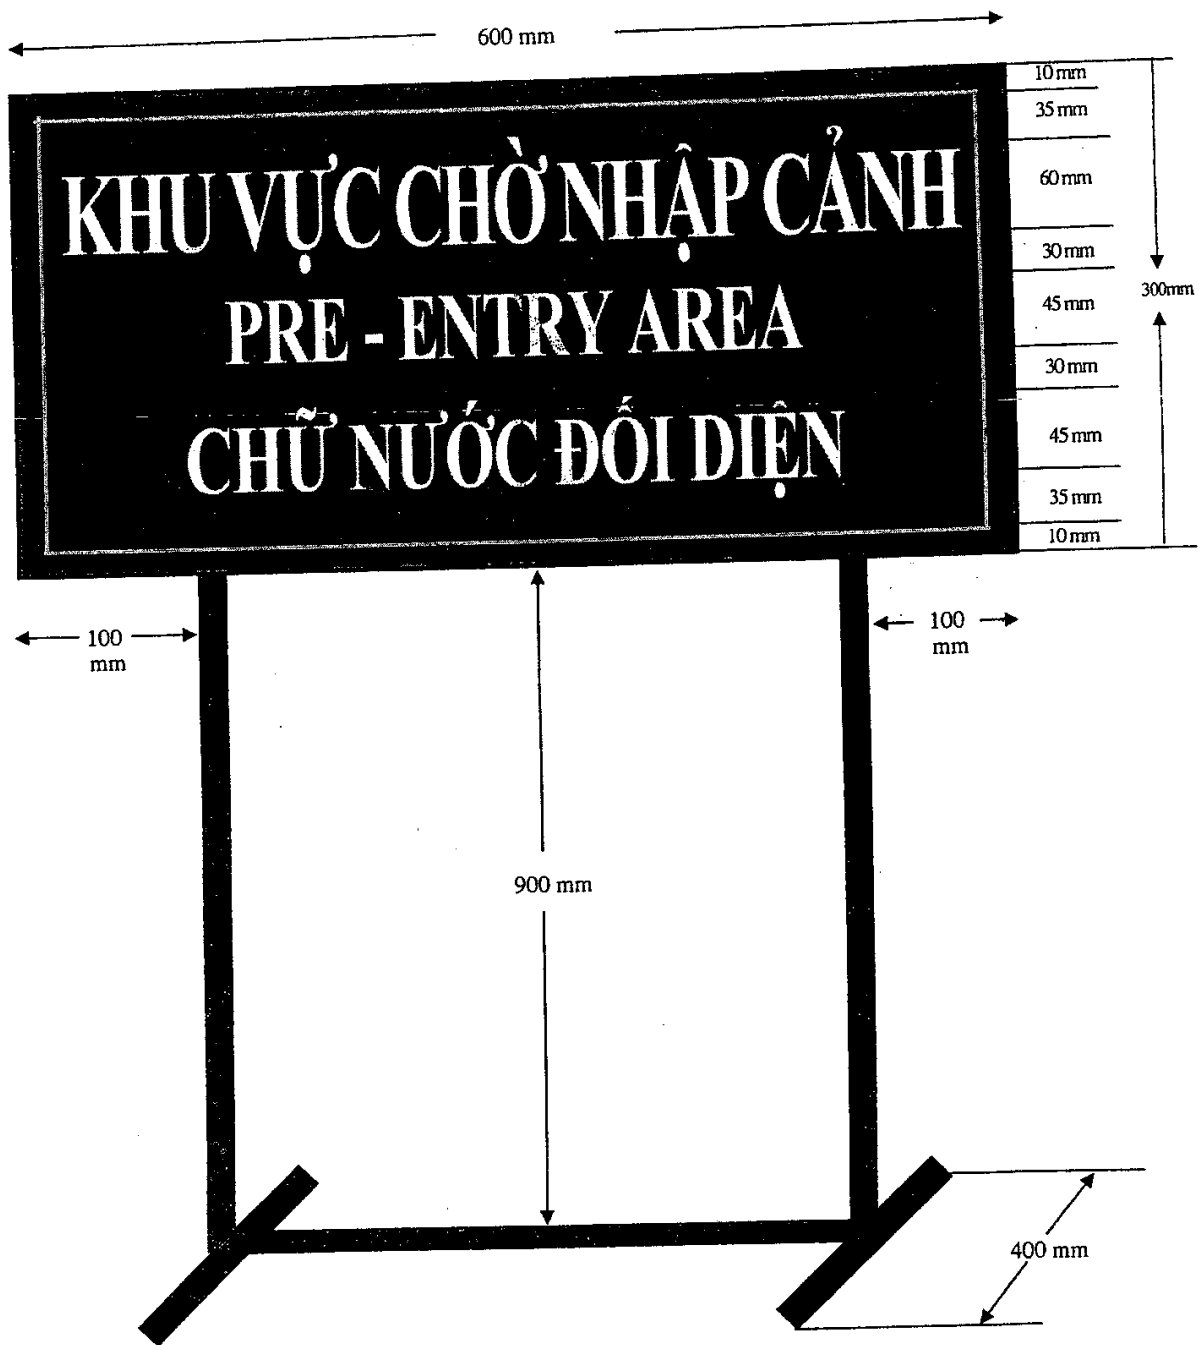 600 mm
10 mm
35 mm
KHU VỰC CHỜ NHẬP CẢNH
60 mm
30 mm
PRE - ENTRY AREA
45 mm
300mm
30 mm
CHỮ NƯỚC ĐỐI DIỆN
45 mm
35 mm
10 mm
100
mm
100
mm
900 mm
400 mm